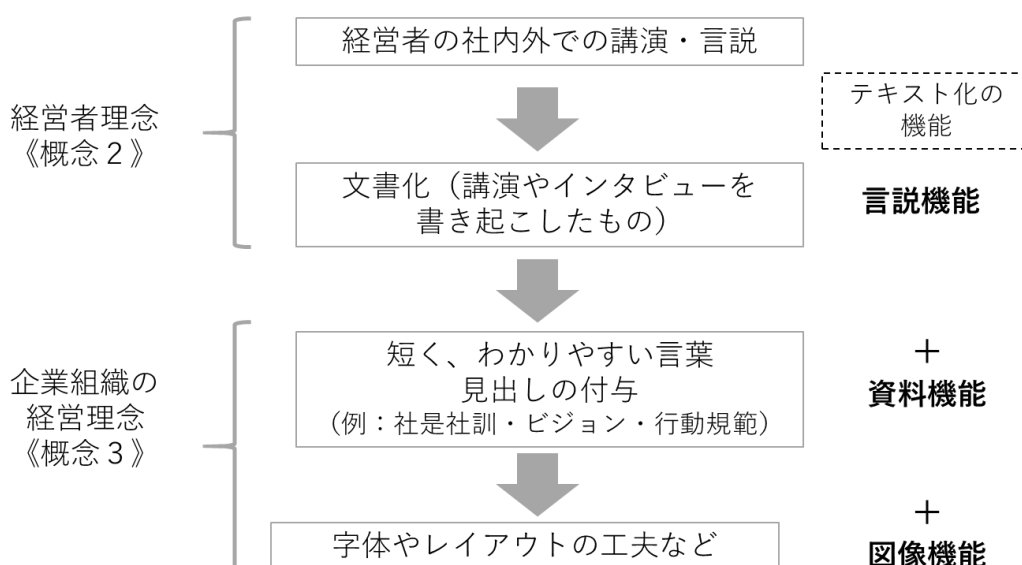 経営者の社内外での講演・言説
テキスト化の
機能
経営者理念
《概念２》
文書化（講演やインタビューを
書き起こしたもの）
言説機能
企業組織の
経営理念
《概念３》
短く、わかりやすい言葉
見出しの付与
（例：社是社訓・ビジョン・行動規範）
＋
資料機能
字体やレイアウトの工夫など
＋
図像機能